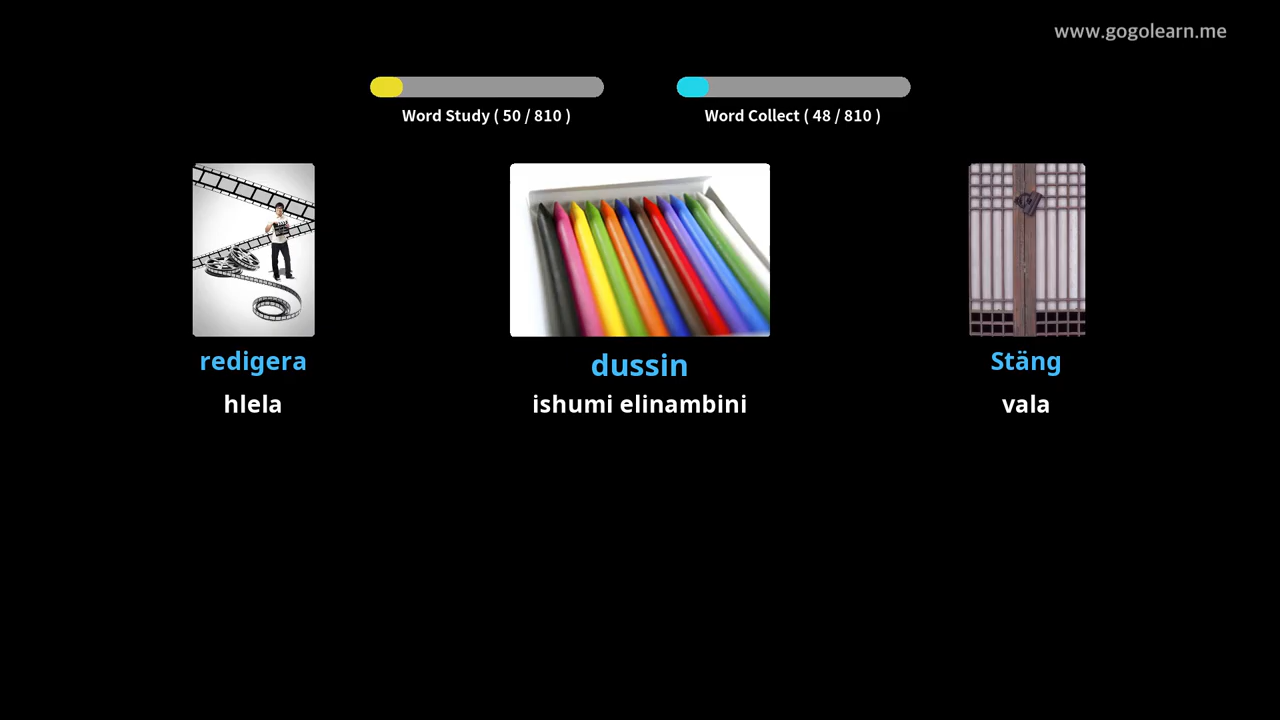 www.gogolearn.me
Word Study ( 50 / 810 )
Word Collect ( 48 / 810 )
redigera
hlela
dussin
ishumi elinambini
Stäng
vala